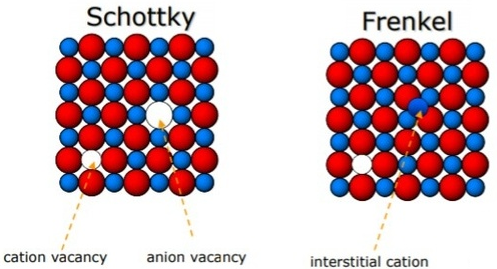 Schottky
Frenkel
cation vacancy
anion vacancy
interstitial cation